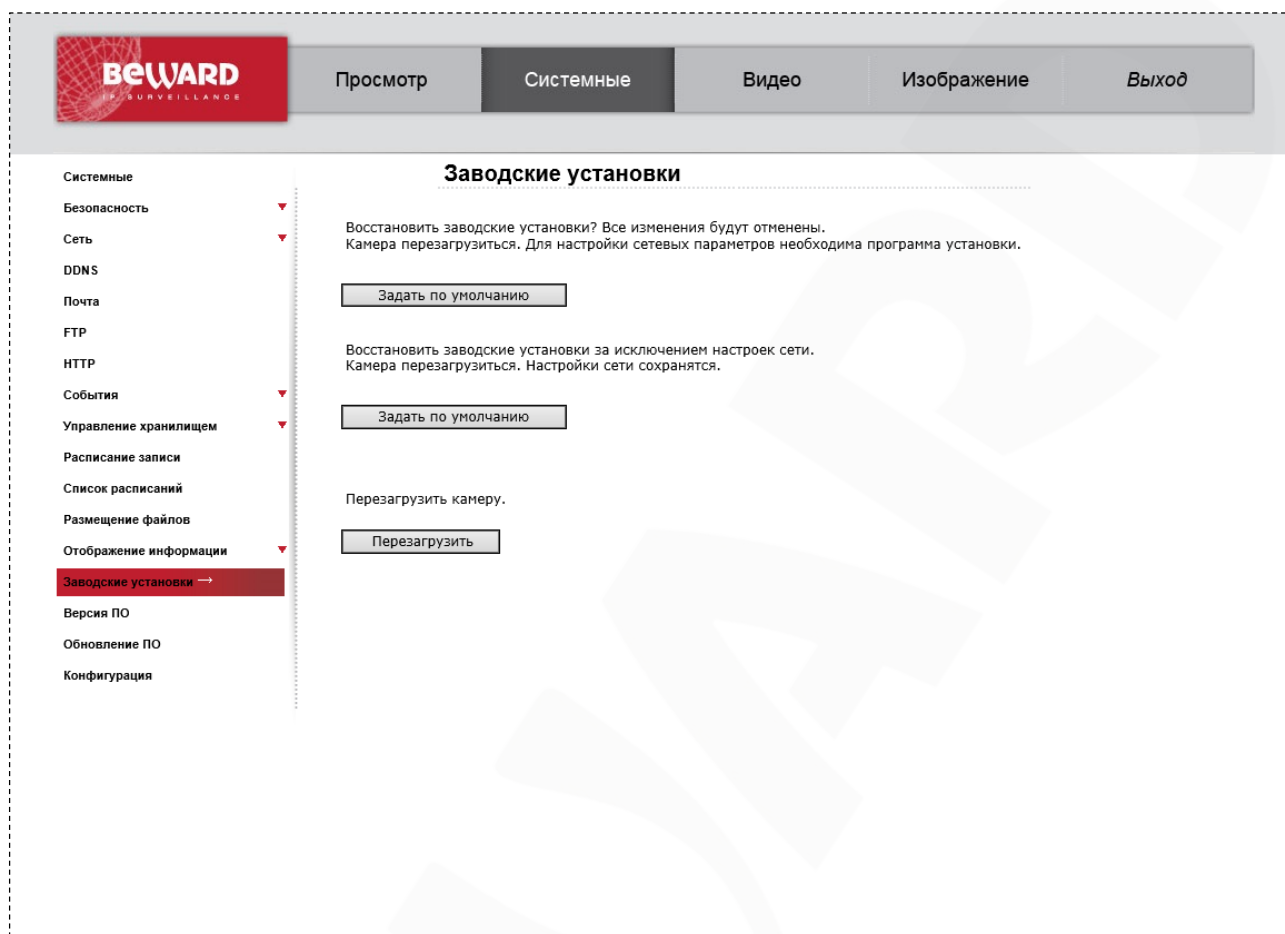 BEWARD
IP SURVEILLANCE
Просмотр
Системные
Видео
Изображение
Выход
Системные
Безопасность
Сеть
DDNS
Почта
FTP
HTTP
События
Управление хранилищем
Расписание записи
Список расписаний
Размещение файлов
Отображение информации
Заводские установки →
Версия ПО
Обновление ПО
Конфигурация
Заводские установки
Восстановить заводские установки? Все изменения будут отменены.
Камера перезагрузиться. Для настройки сетевых параметров необходима программа установки.
Задать по умолчанию
Восстановить заводские установки за исключением настроек сети.
Камера перезагрузиться. Настройки сети сохранятся.
Задать по умолчанию
Перезагрузить камеру.
Перезагрузить